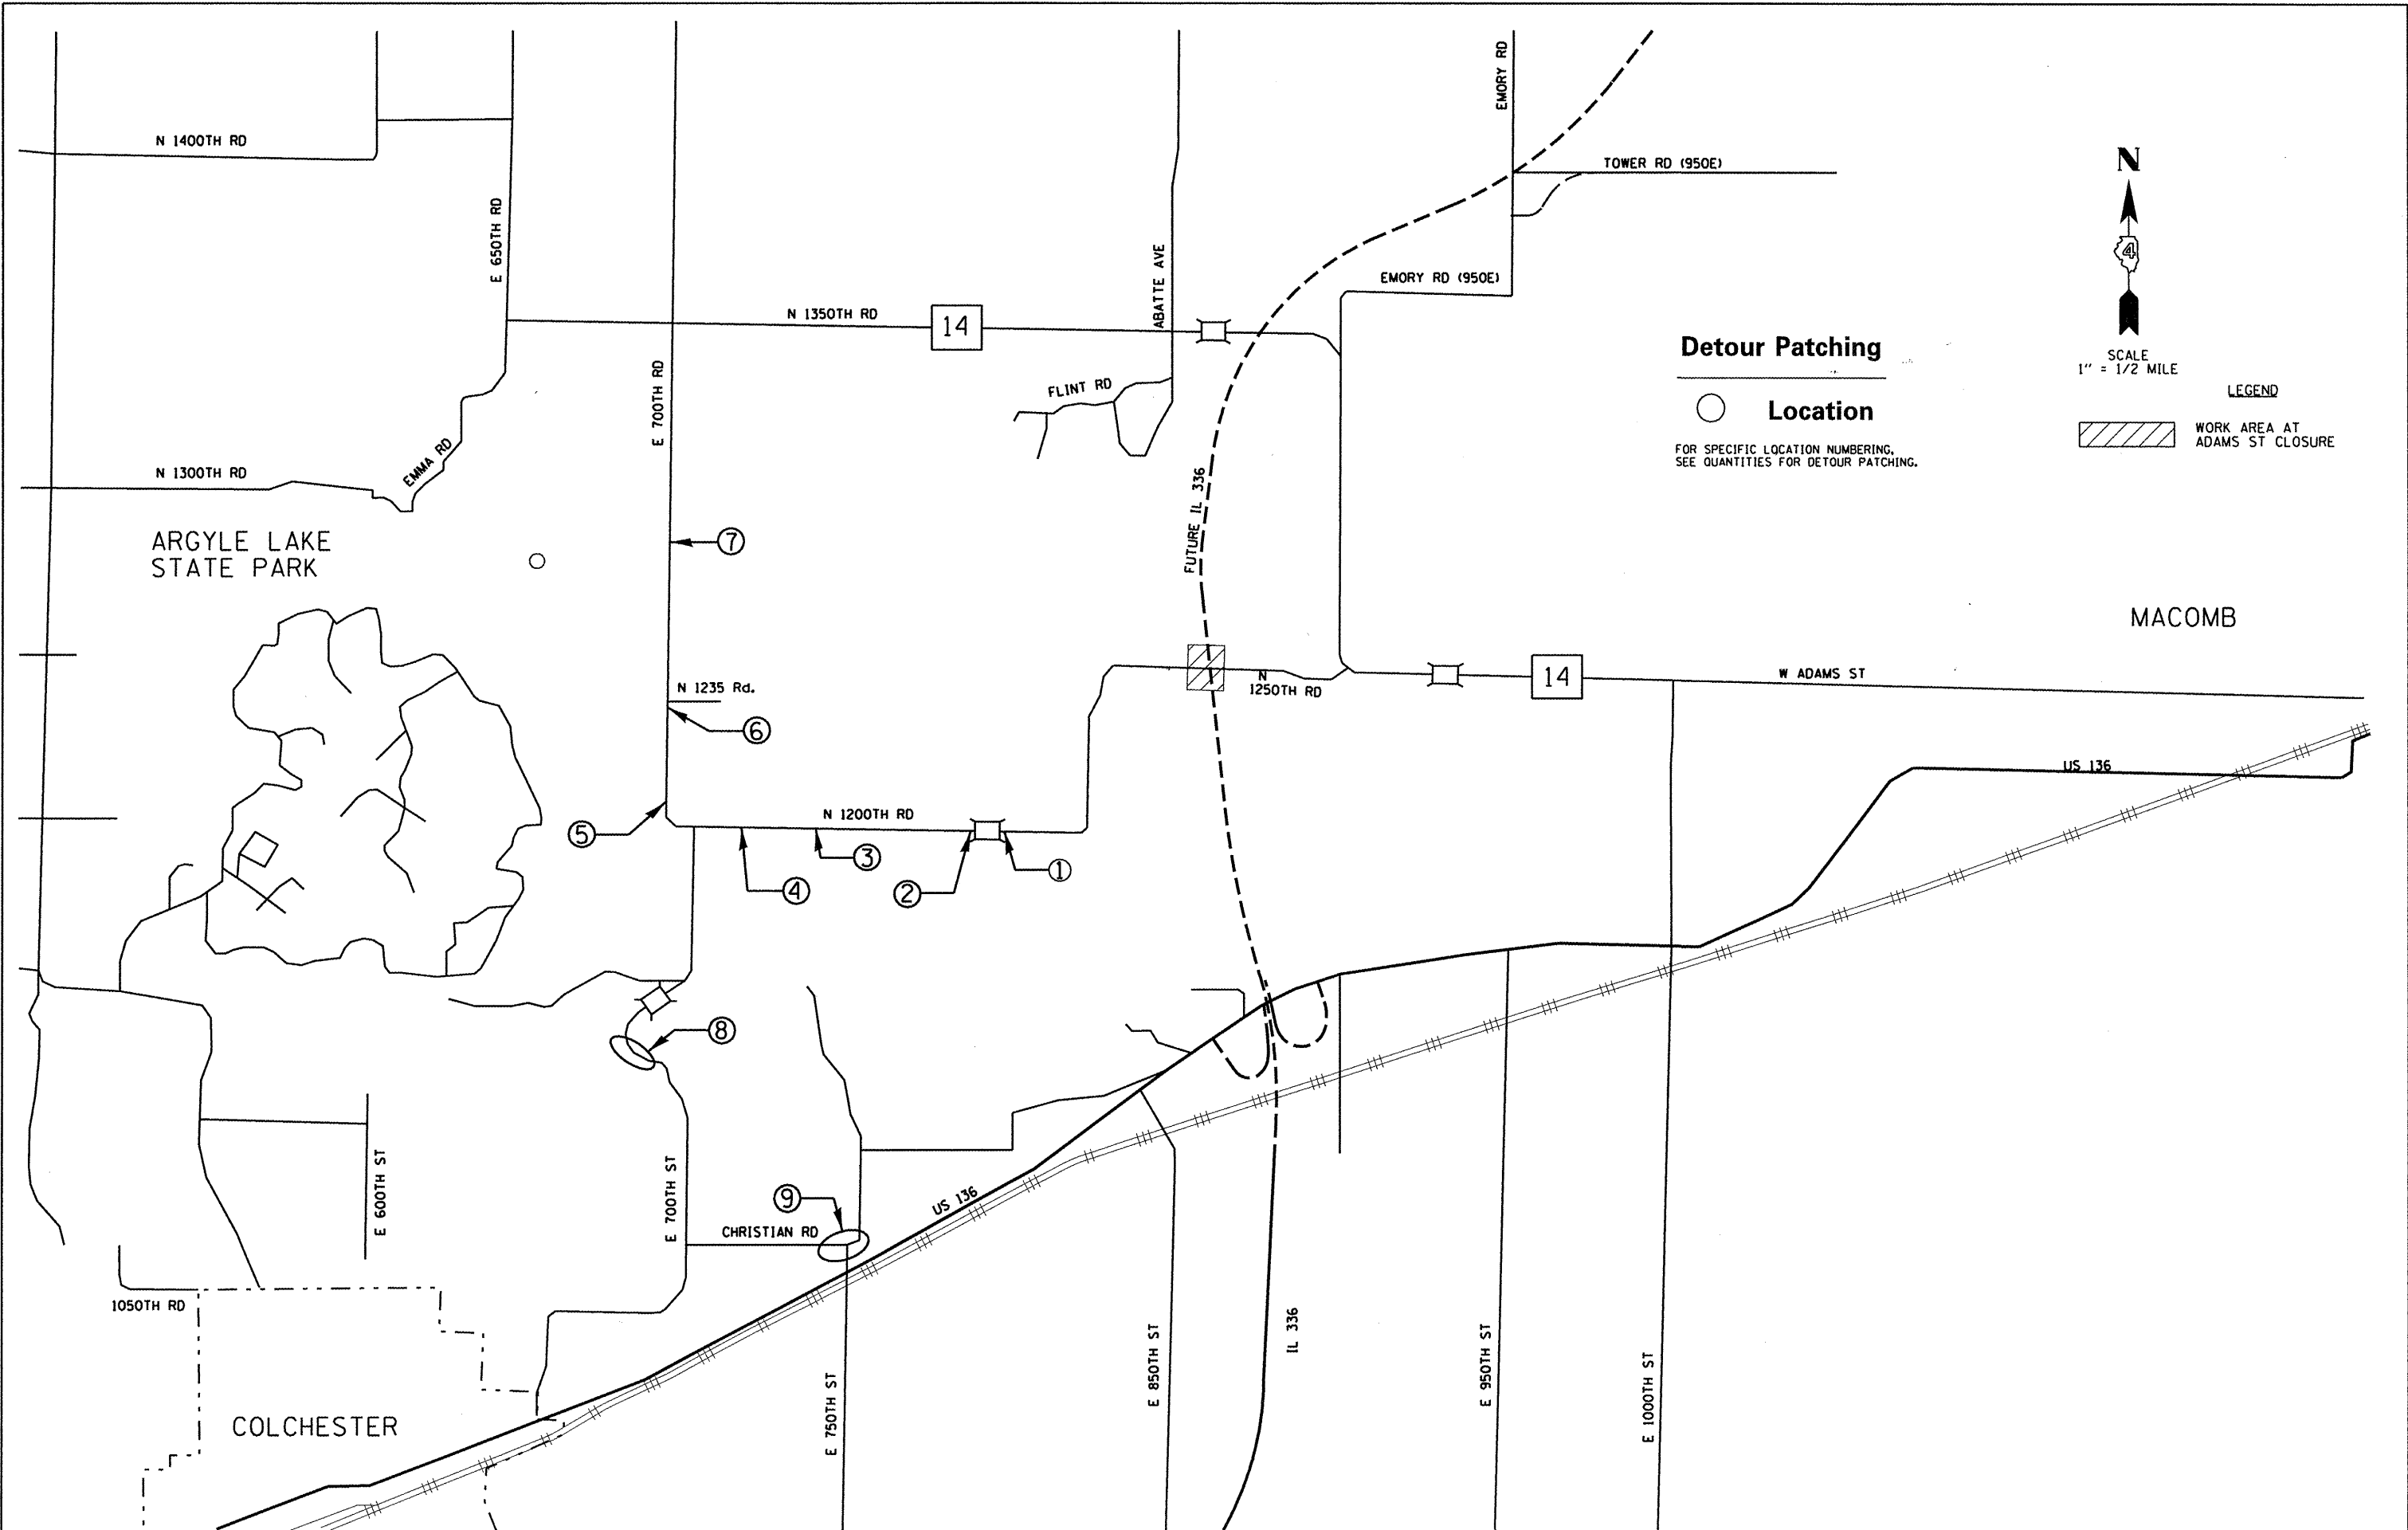 N 1400TH RD
E 650TH RD
N 1350TH RD
14
E 700TH RD
ABATTE AVE
FLINT RD
EMORY RD
TOWER RD (950E)
EMORY RD (950E)
N
4
SCALE
1" = 1/2 MILE
LEGEND
WORK AREA AT
ADAMS ST CLOSURE
Detour Patching
Location
FOR SPECIFIC LOCATION NUMBERING,
SEE QUANTITIES FOR DETOUR PATCHING.
EMMA RD
N 1300TH RD
ARGYLE LAKE
STATE PARK
7
FUTURE IL 336
MACOMB
N 1235 Rd.
6
N
1250TH RD
14
W ADAMS ST
US 136
5
N 1200TH RD
4
3
2
1
8
E 600TH ST
E 700TH ST
9
CHRISTIAN RD
US 136
1050TH RD
COLCHESTER
E 750TH ST
E 850TH ST
IL 336
E 950TH ST
E 1000TH ST